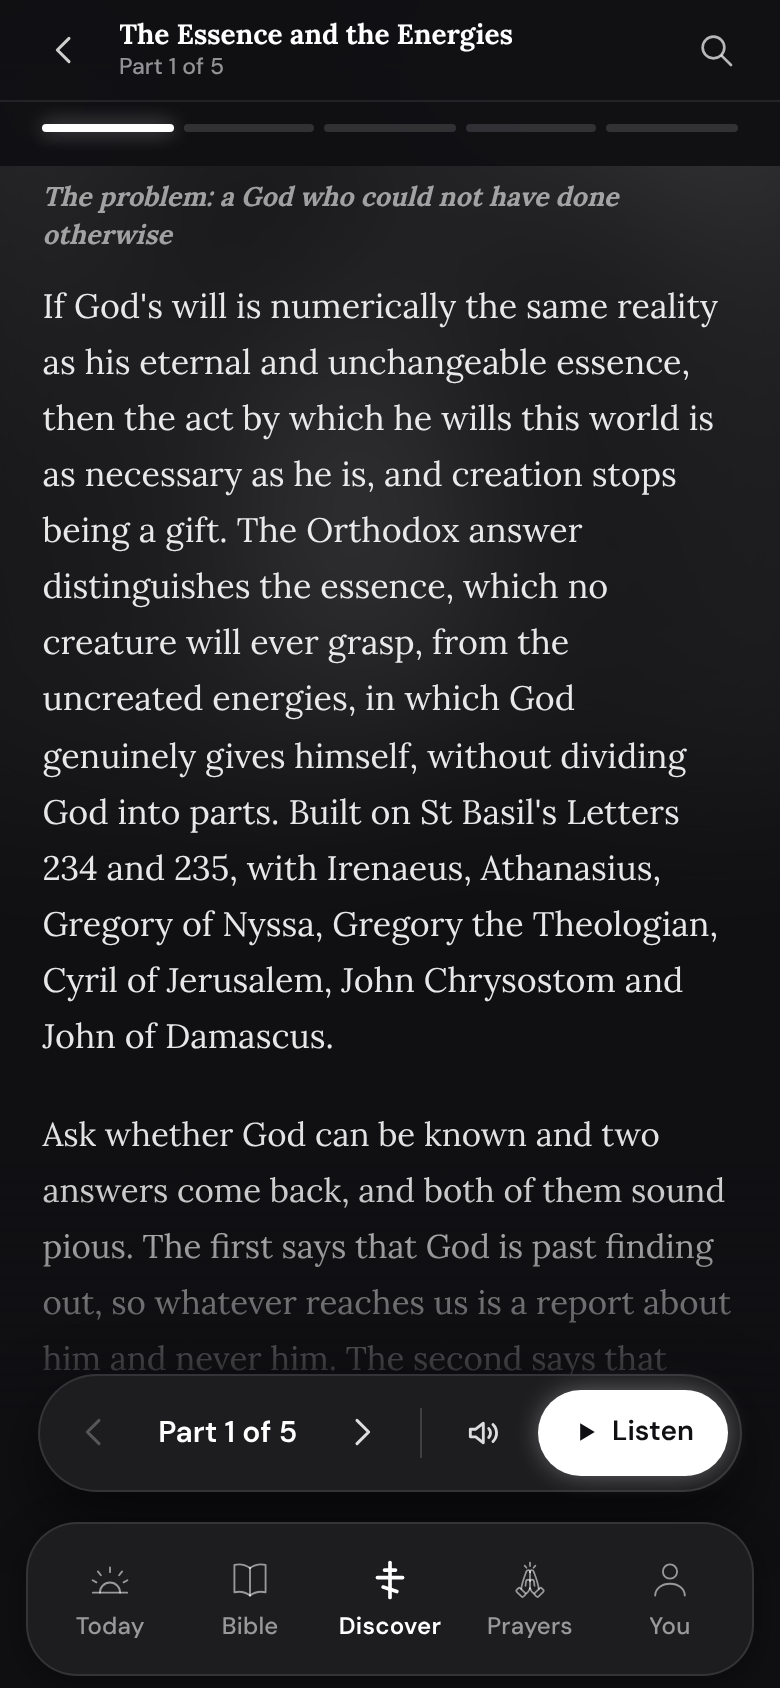 The Essence and the Energies
Part 1 of 5
The problem: a God who could not have done
otherwise
If God's will is numerically the same reality
as his eternal and unchangeable essence,
then the act by which he wills this world is
as necessary as he is, and creation stops
being a gift. The Orthodox answer
distinguishes the essence, which no
creature will ever grasp, from the
uncreated energies, in which God
genuinely gives himself, without dividing
God into parts. Built on St Basil's Letters
234 and 235, with Irenaeus, Athanasius,
Gregory of Nyssa, Gregory the Theologian,
Cyril of Jerusalem, John Chrysostom and
John of Damascus.
Ask whether God can be known and two
answers come back, and both of them sound
pious. The first says that God is past finding
out, so whatever reaches us is a report about
him and never him. The second says that
Part 1 of 5
Listen
Today
Bible
Discover
Prayers
You